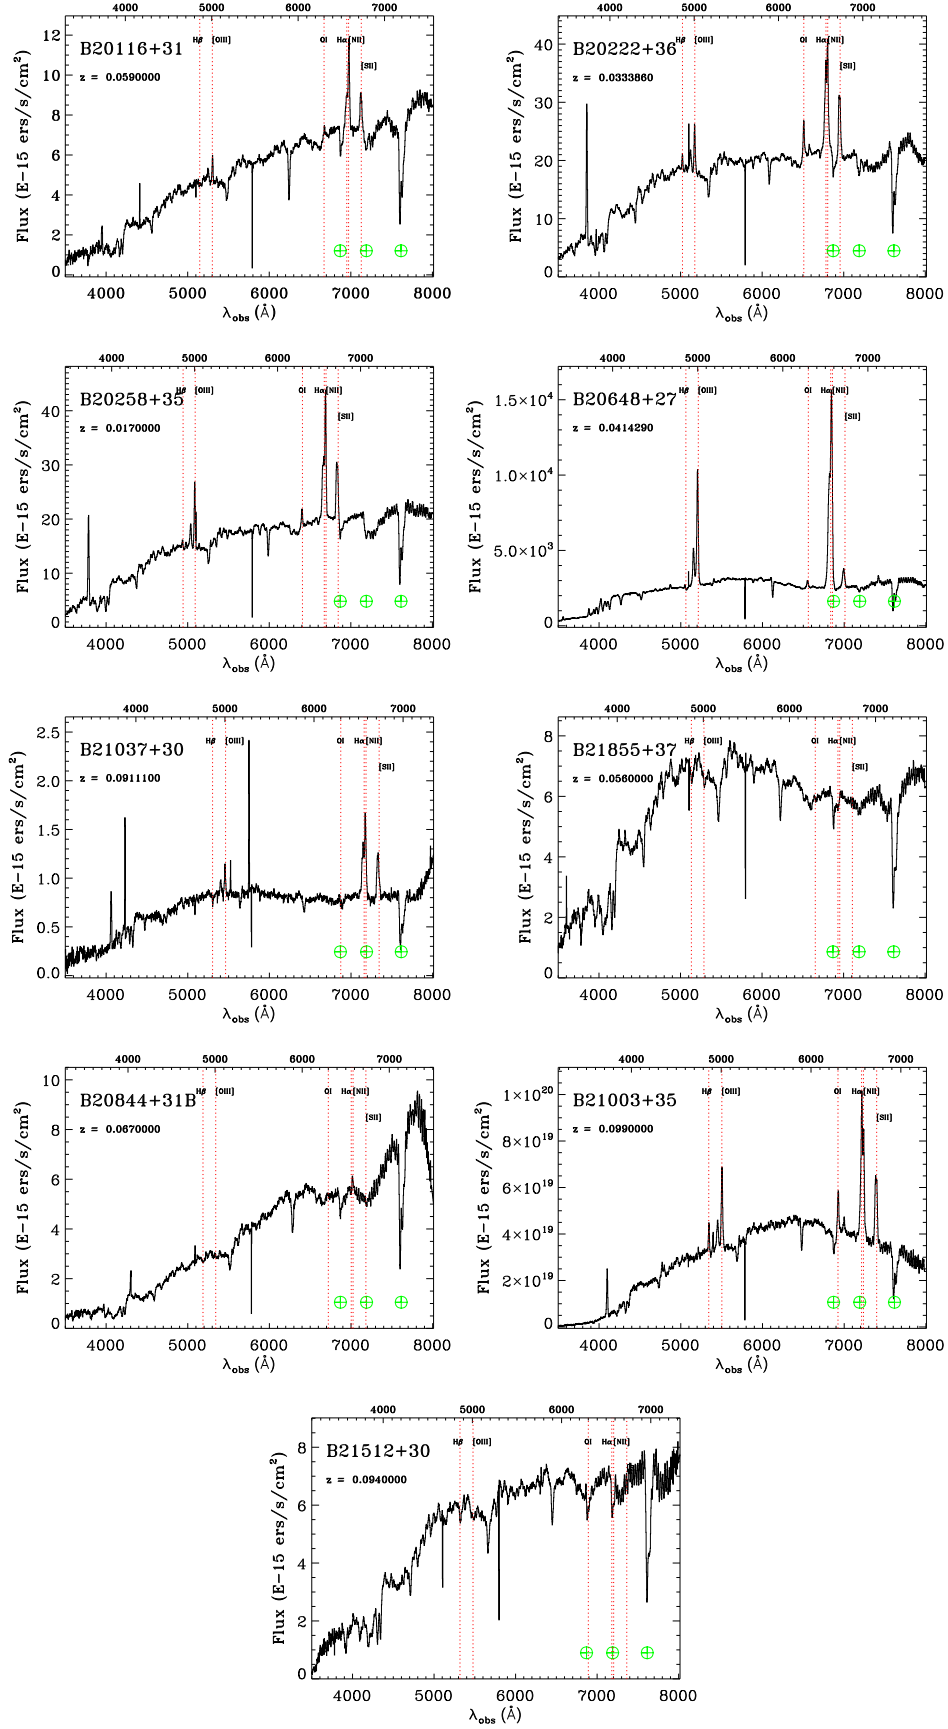 4000 5000 6000 7000
B20116+31
z = 0.0590000
Hβ [OIII] OI Hα [NII]
[SII]
Flux (E−15 ers/s/cm²)
12
10
8
6
4
2
0
4000 5000 6000 7000 8000
λobs (Å)
4000 5000 6000 7000
B20222+36
z = 0.0333860
Hβ [OIII] OI Hα [NII]
[SII]
Flux (E−15 ers/s/cm²)
40
30
20
10
0
4000 5000 6000 7000 8000
λobs (Å)
4000 5000 6000 7000
B20258+35
z = 0.0170000
Hβ [OIII] OI Hα [NII]
[SII]
Flux (E−15 ers/s/cm²)
40
30
20
10
0
4000 5000 6000 7000 8000
λobs (Å)
4000 5000 6000 7000
B20648+27
z = 0.0414290
Hβ [OIII] OI Hα [NII]
[SII]
Flux (E−15 ers/s/cm²)
1.5×10⁴
1.0×10⁴
5.0×10³
0
4000 5000 6000 7000 8000
λobs (Å)
4000 5000 6000 7000
B21037+30
z = 0.0911100
Hβ [OIII] OI Hα [NII]
[SII]
Flux (E−15 ers/s/cm²)
2.5
2.0
1.5
1.0
0.5
0.0
4000 5000 6000 7000 8000
λobs (Å)
4000 5000 6000 7000
B21855+37
z = 0.0560000
Hβ [OIII] OI Hα [NII]
[SII]
Flux (E−15 ers/s/cm²)
8
6
4
2
0
4000 5000 6000 7000 8000
λobs (Å)
4000 5000 6000 7000
B20844+31B
z = 0.0670000
Hβ [OIII] OI Hα [NII]
[SII]
Flux (E−15 ers/s/cm²)
10
8
6
4
2
0
4000 5000 6000 7000 8000
λobs (Å)
4000 5000 6000 7000
B21003+35
z = 0.0990000
Hβ [OIII] OI Hα [NII]
[SII]
Flux (E−15 ers/s/cm²)
1×10²⁰
8×10¹⁹
6×10¹⁹
4×10¹⁹
2×10¹⁹
0
4000 5000 6000 7000 8000
λobs (Å)
4000 5000 6000 7000
B21512+30
z = 0.0940000
Hβ [OIII] OI Hα [NII]
[SII]
Flux (E−15 ers/s/cm²)
8
6
4
2
0
4000 5000 6000 7000 8000
λobs (Å)